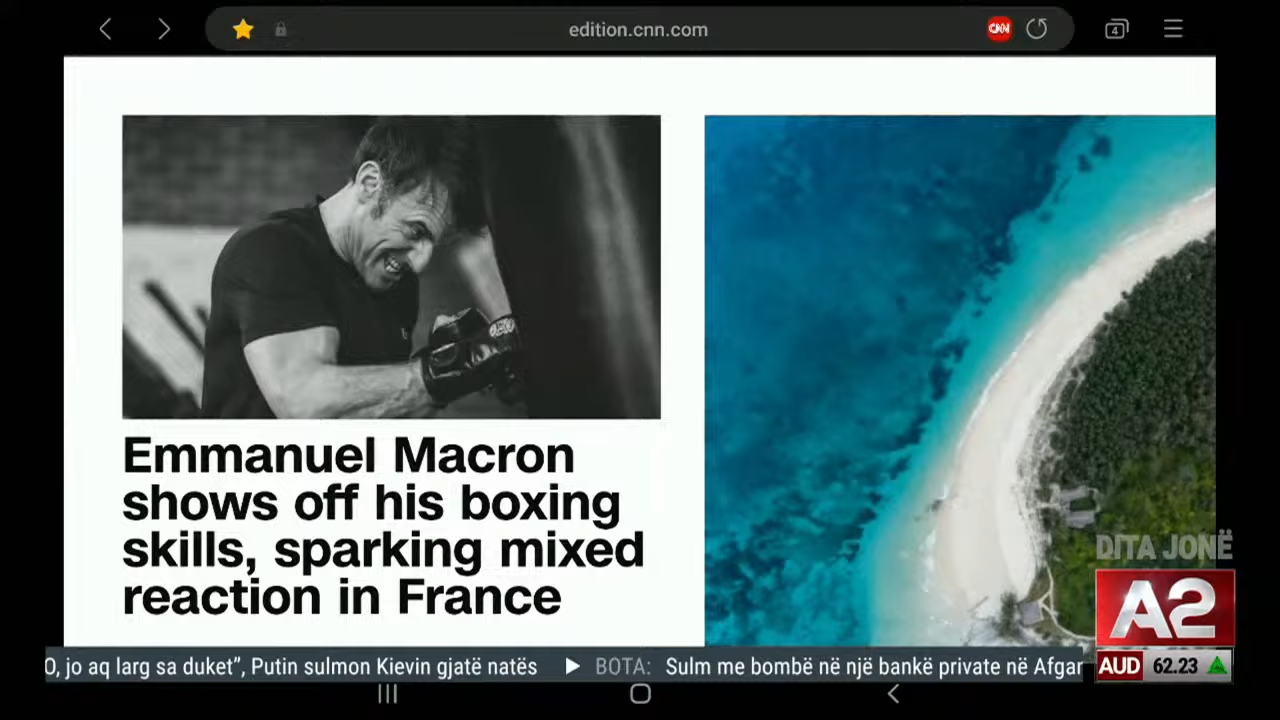 edition.cnn.com
CNN
4
Emmanuel Macron
shows off his boxing
skills, sparking mixed
reaction in France
DITA JONË
A2
O, jo aq larg sa duket”, Putin sulmon Kievin gjatë natës ▶ BOTA: Sulm me bombë në një bankë private në Afgar
AUD 62.23